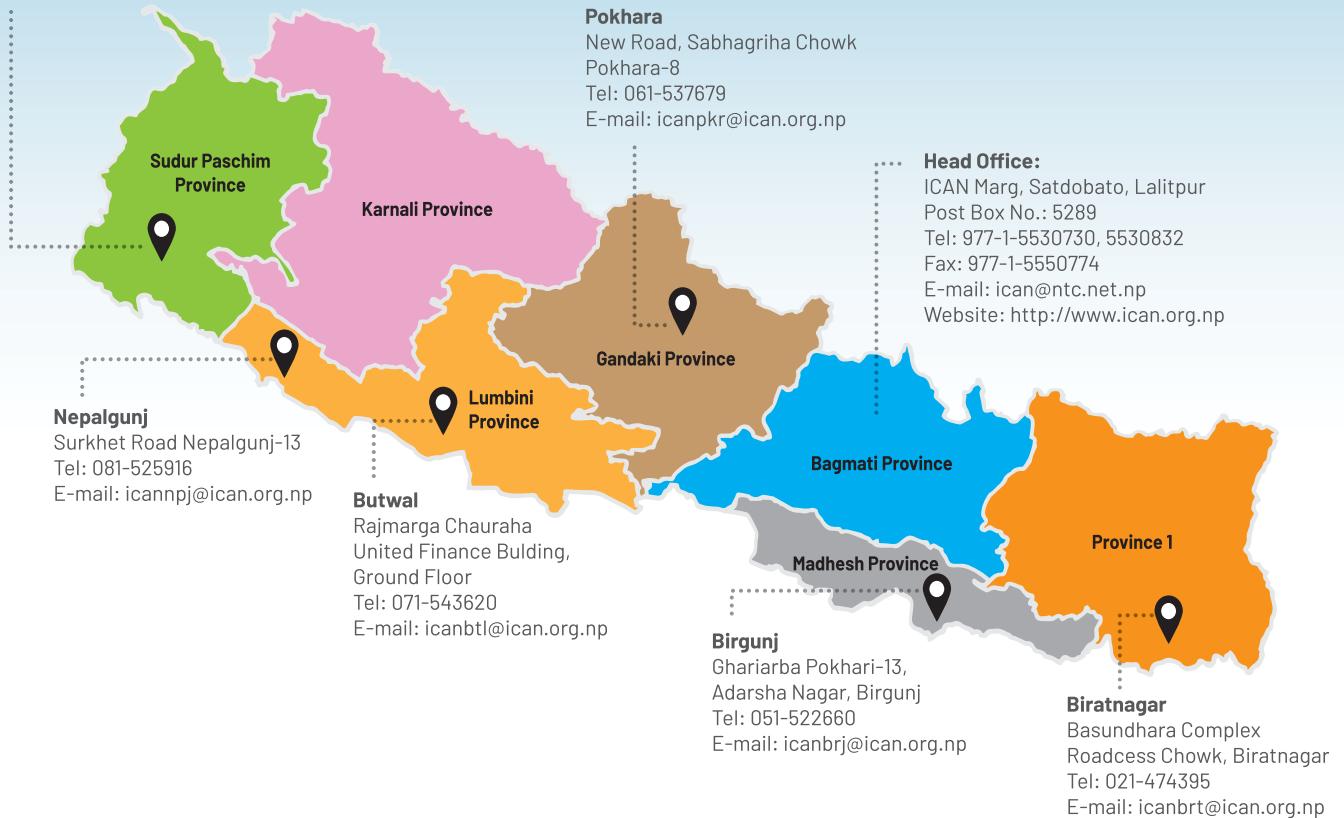 Pokhara
New Road, Sabhagriha Chowk
Pokhara-8
Tel: 061-537679
E-mail: icanpkr@ican.org.np
Head Office:
ICAN Marg, Satdobato, Lalitpur
Post Box No.: 5289
Tel: 977-1-5530730, 5530832
Fax: 977-1-5550774
E-mail: ican@ntc.net.np
Website: http://www.ican.org.np
Sudur Paschim
Province
Karnali Province
Gandaki Province
Lumbini
Province
Bagmati Province
Madhesh Province
Province 1
Nepalgunj
Surkhet Road Nepalgunj-13
Tel: 081-525916
E-mail: icannpj@ican.org.np
Butwal
Rajmarga Chauraha
United Finance Bulding,
Ground Floor
Tel: 071-543620
E-mail: icanbtl@ican.org.np
Birgunj
Ghariarba Pokhari-13,
Adarsha Nagar, Birgunj
Tel: 051-522660
E-mail: icanbrj@ican.org.np
Biratnagar
Basundhara Complex
Roadcess Chowk, Biratnagar
Tel: 021-474395
E-mail: icanbrt@ican.org.np